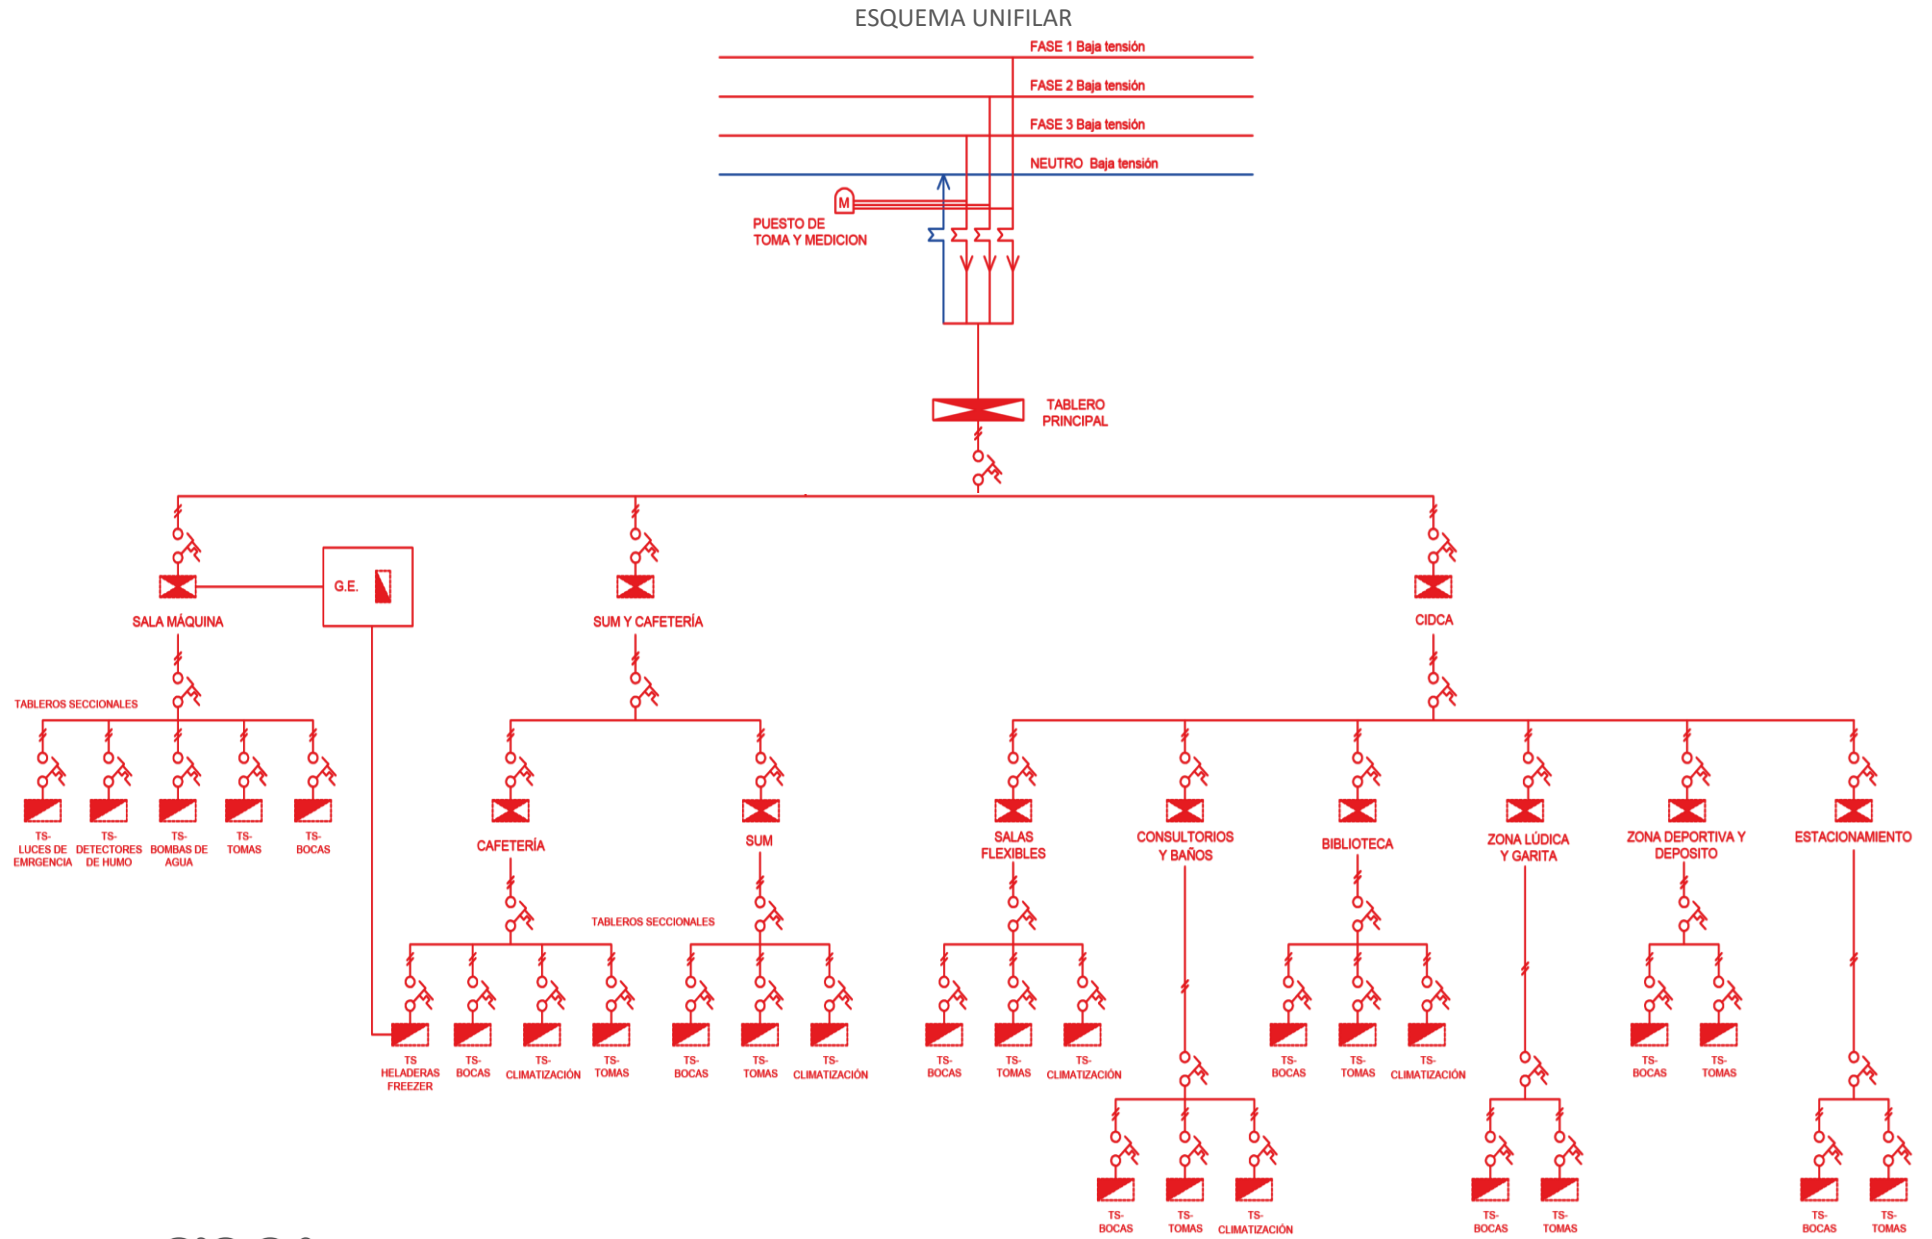 ESQUEMA UNIFILAR
FASE 1 Baja tensión
FASE 2 Baja tensión
FASE 3 Baja tensión
NEUTRO Baja tensión
M
PUESTO DE
TOMA Y MEDICION
TABLERO
PRINCIPAL
G.E.
SALA MÁQUINA
SUM Y CAFETERÍA
CIDCA
TABLEROS SECCIONALES
TS-
LUCES DE
EMRGENCIA
TS-
DETECTORES
DE HUMO
TS-
BOMBAS DE
AGUA
TS-
TOMAS
TS-
BOCAS
CAFETERÍA
SUM
SALAS
FLEXIBLES
CONSULTORIOS
Y BAÑOS
BIBLIOTECA
ZONA LÚDICA
Y GARITA
ZONA DEPORTIVA Y
DEPOSITO
ESTACIONAMIENTO
TABLEROS SECCIONALES
TS
HELADERAS
FREEZER
TS-
BOCAS
TS-
CLIMATIZACIÓN
TS-
TOMAS
TS-
BOCAS
TS-
TOMAS
TS-
CLIMATIZACIÓN
TS-
BOCAS
TS-
TOMAS
TS-
CLIMATIZACIÓN
TS-
BOCAS
TS-
TOMAS
TS-
CLIMATIZACIÓN
TS-
BOCAS
TS-
TOMAS
TS-
BOCAS
TS-
TOMAS
TS-
CLIMATIZACIÓN
TS-
BOCAS
TS-
TOMAS
TS-
BOCAS
TS-
TOMAS